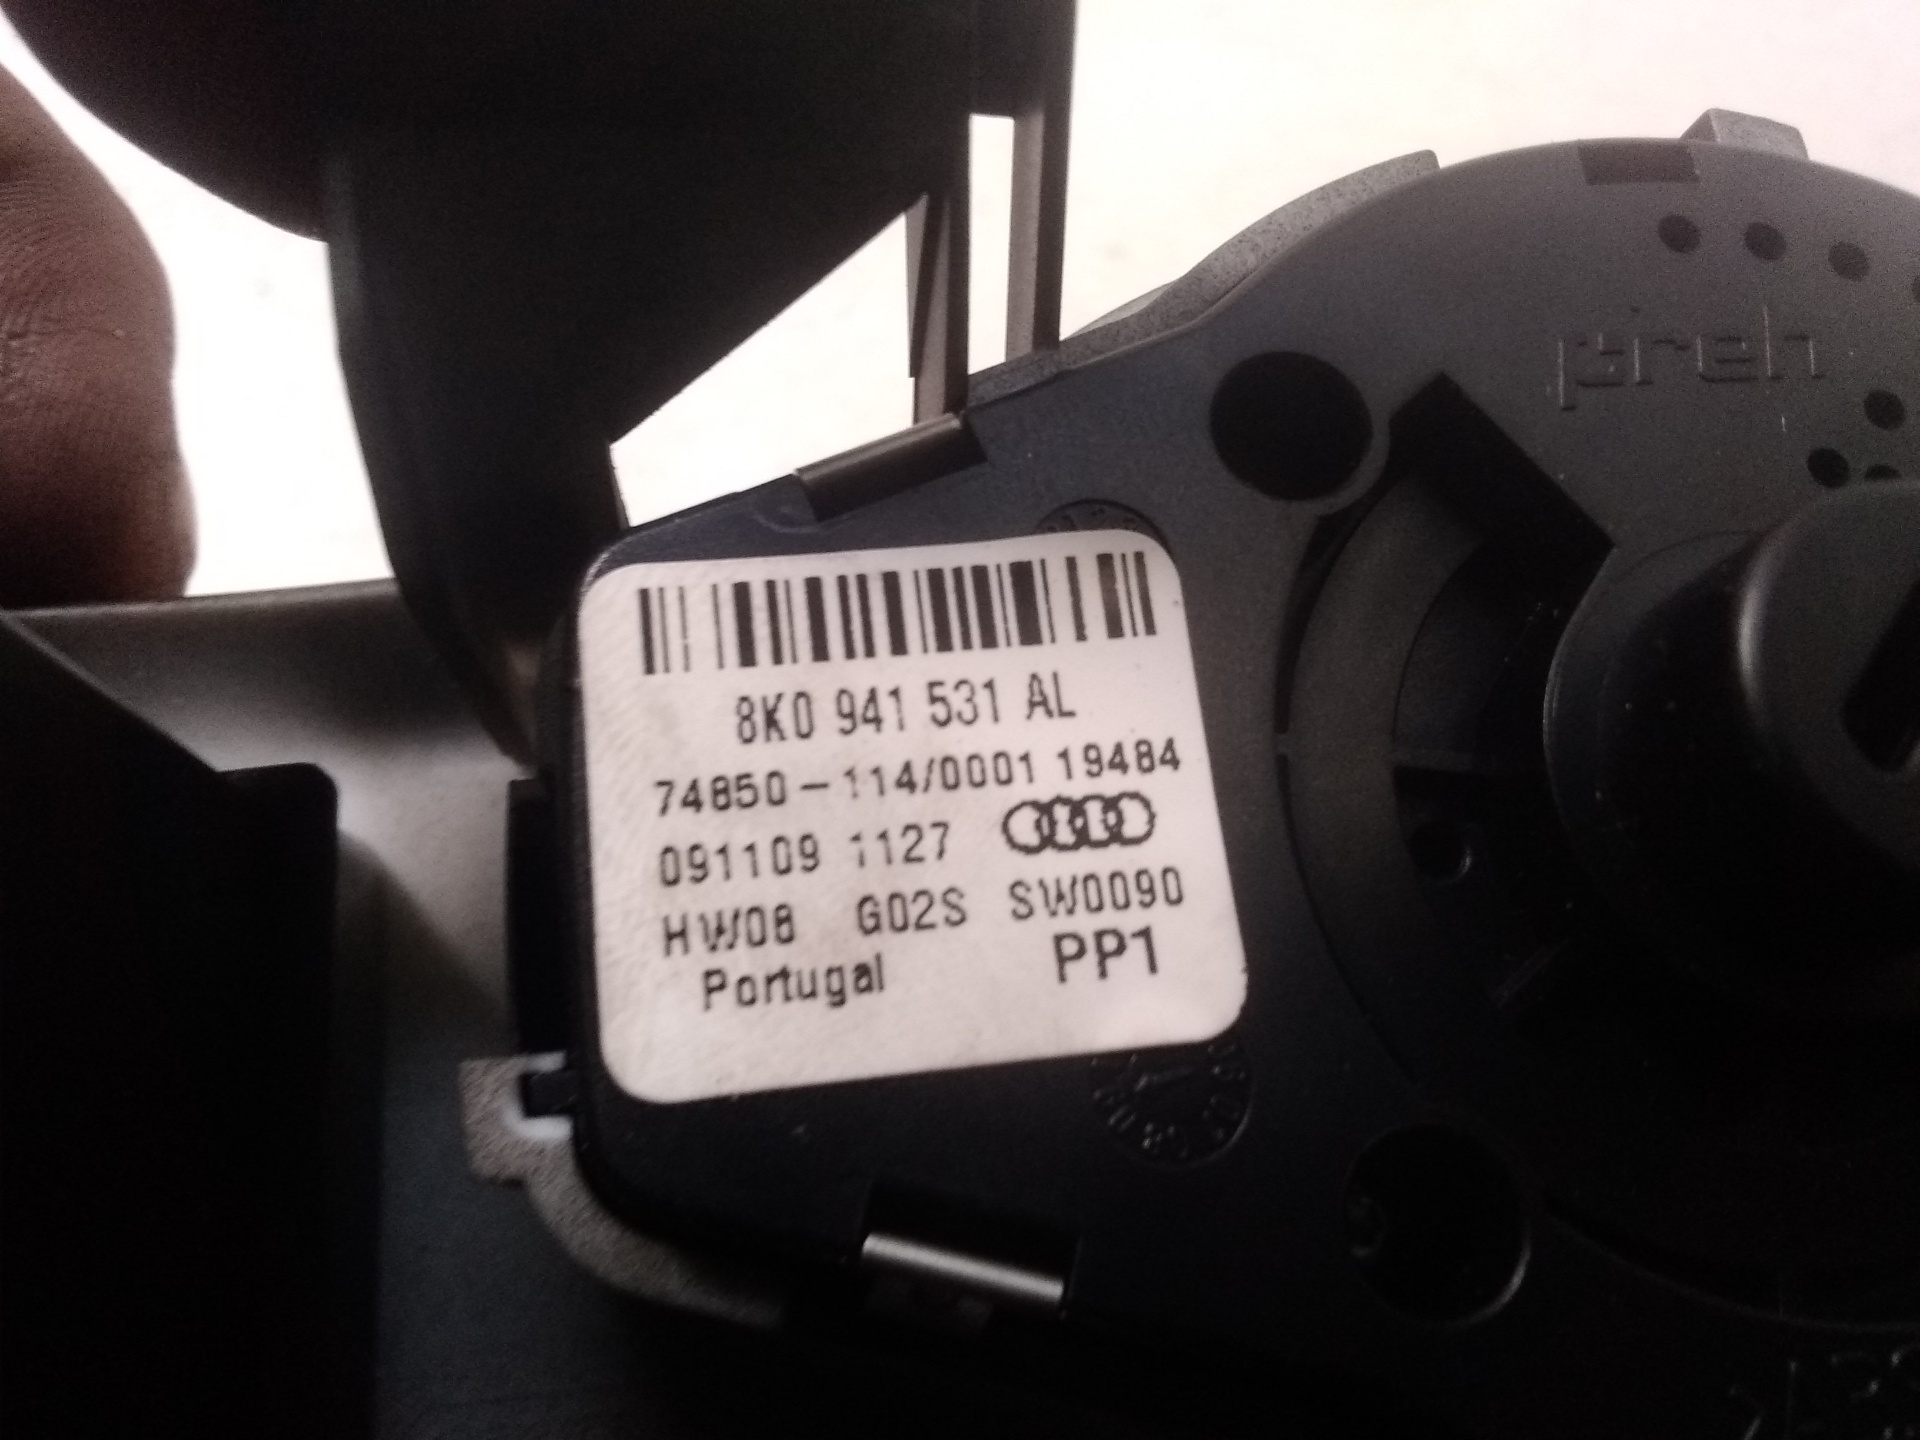 preh
8K0 941 531 AL
74850-114/0001 19484
091109 1127
HW08 G02S SW0090
Portugal PP1